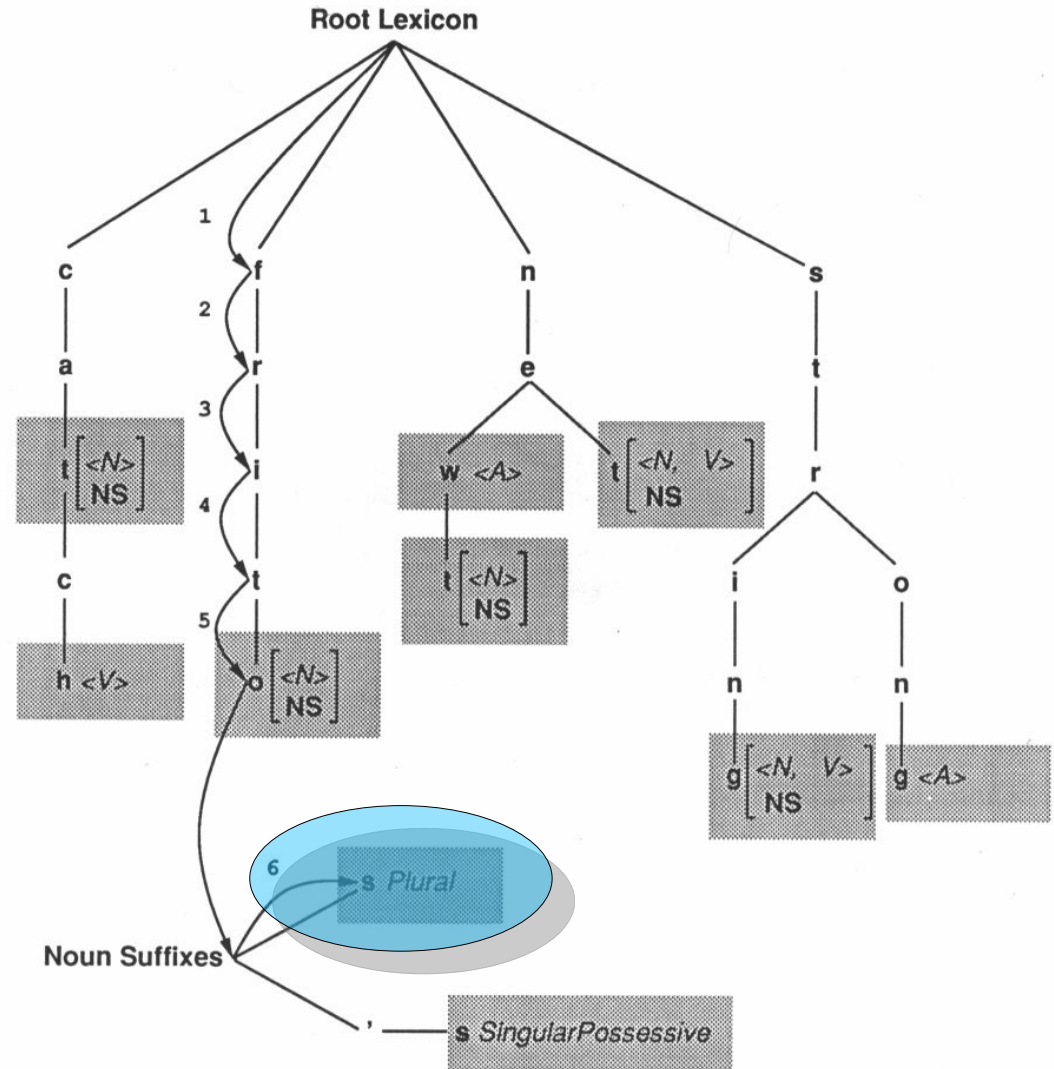 Root Lexicon
1
c f n s
2
a r e t
3
t [<N> NS] i w <A> t [<N, V> NS] r
4
c t t [<N> NS] i o
5
h <V> o [<N> NS] n n
g [<N, V> NS] g <A>
6 s Plural
Noun Suffixes
' s SingularPossessive